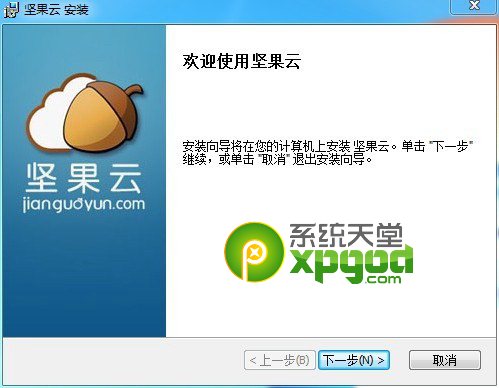 坚果云 安装
欢迎使用坚果云
安装向导将在您的计算机上安装 坚果云。单击 "下一步"
继续，或单击 "取消" 退出安装向导。
坚果云
jianguoyun.com
系统天堂
xpgod
.com
< 上一步(B)
下一步(N) >
取消